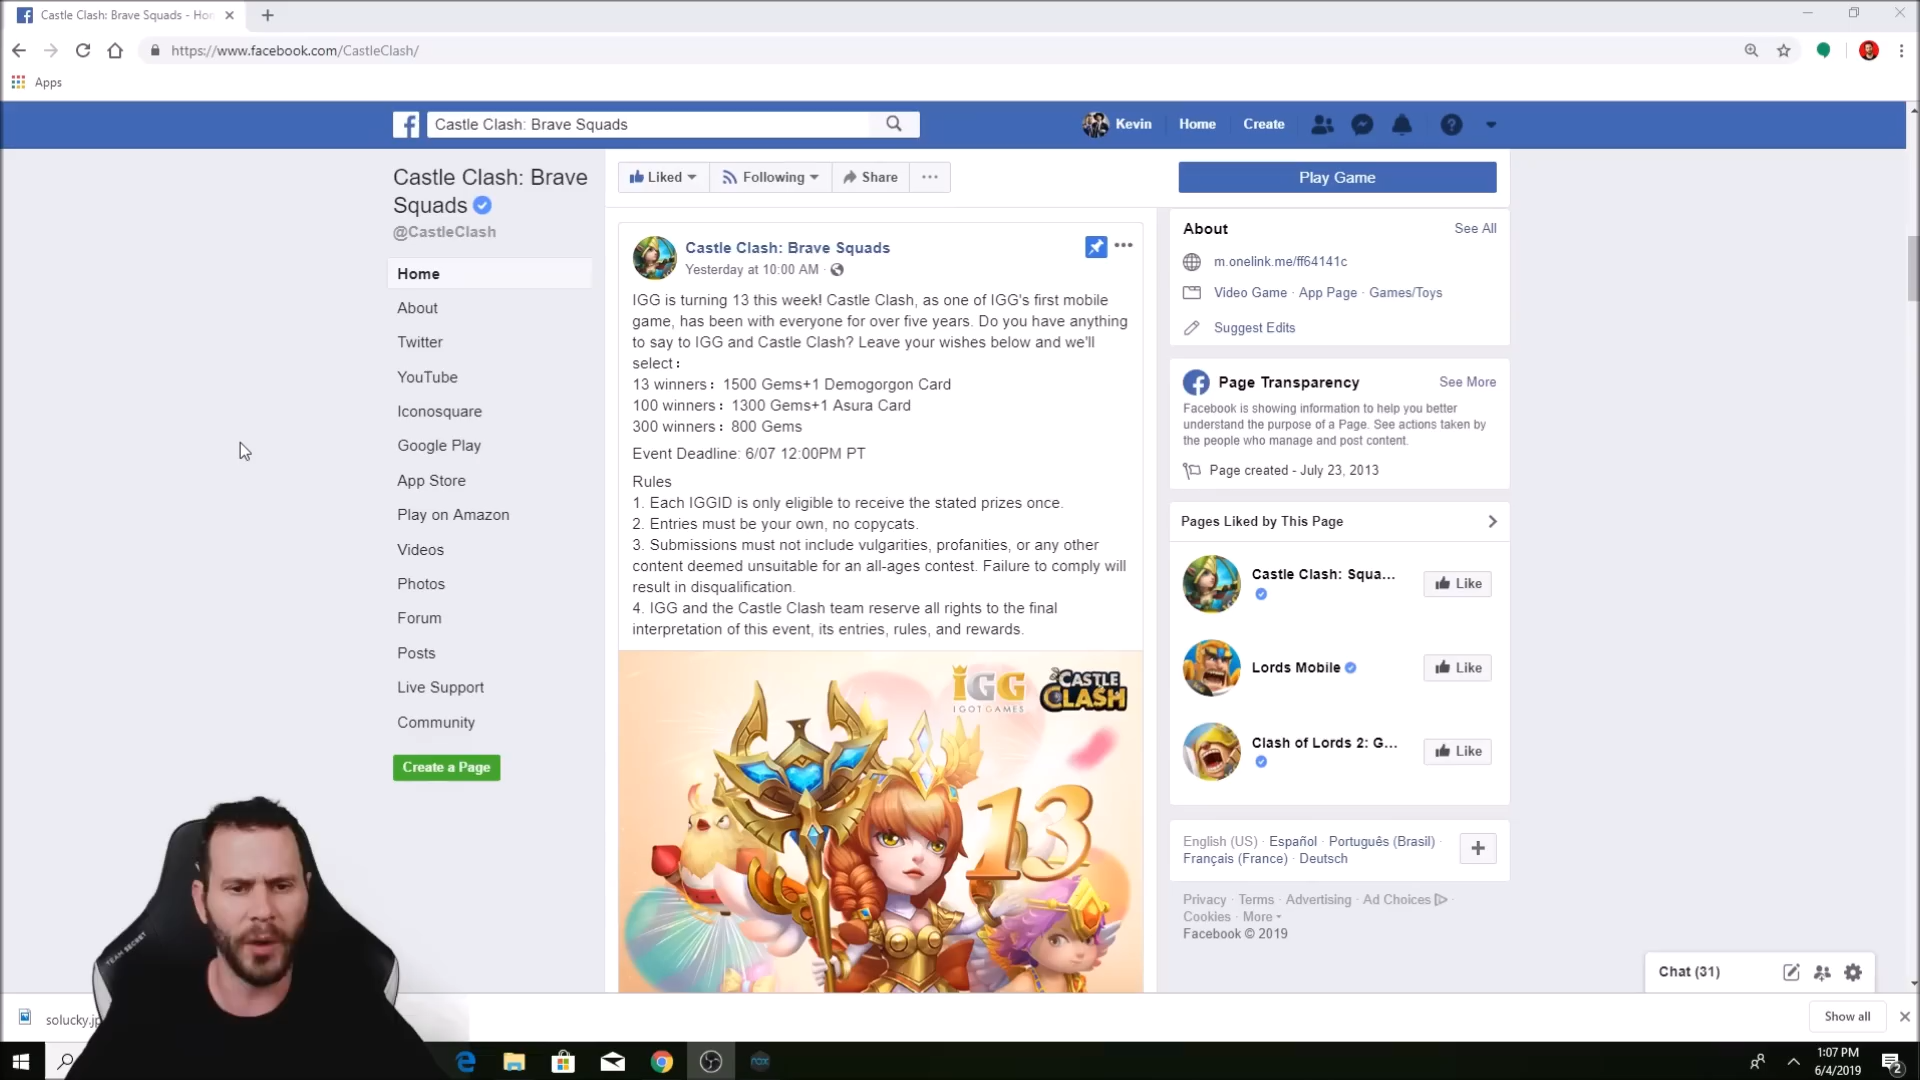 Castle Clash: Brave Squads - Ho
https://www.facebook.com/CastleClash/
Apps
Castle Clash: Brave Squads
Kevin
Home
Create
Castle Clash: Brave
Squads
@CastleClash
Home
About
Twitter
YouTube
Iconosquare
Google Play
App Store
Play on Amazon
Videos
Photos
Forum
Posts
Live Support
Community
Create a Page
Liked
Following
Share
Play Game
Castle Clash: Brave Squads
Yesterday at 10:00 AM ·
IGG is turning 13 this week! Castle Clash, as one of IGG's first mobile
game, has been with everyone for over five years. Do you have anything
to say to IGG and Castle Clash? Leave your wishes below and we'll
select：
13 winners：1500 Gems+1 Demogorgon Card
100 winners：1300 Gems+1 Asura Card
300 winners：800 Gems
Event Deadline: 6/07 12:00PM PT
Rules
1. Each IGGID is only eligible to receive the stated prizes once.
2. Entries must be your own, no copycats.
3. Submissions must not include vulgarities, profanities, or any other
content deemed unsuitable for an all-ages contest. Failure to comply will
result in disqualification.
4. IGG and the Castle Clash team reserve all rights to the final
interpretation of this event, its entries, rules, and rewards.
IGG
I GOT GAMES
CASTLE
CLASH
13
About
See All
m.onelink.me/ff64141c
Video Game · App Page · Games/Toys
Suggest Edits
Page Transparency
See More
Facebook is showing information to help you better
understand the purpose of a Page. See actions taken by
the people who manage and post content.
Page created - July 23, 2013
Pages Liked by This Page
Castle Clash: Squa...
Like
Lords Mobile
Like
Clash of Lords 2: G...
Like
English (US) · Español · Português (Brasil) ·
Français (France) · Deutsch
Privacy · Terms · Advertising · Ad Choices ·
Cookies · More
Facebook © 2019
Chat (31)
TEAM SECRET
solucky.jp
Show all
nox
1:07 PM
6/4/2019
2